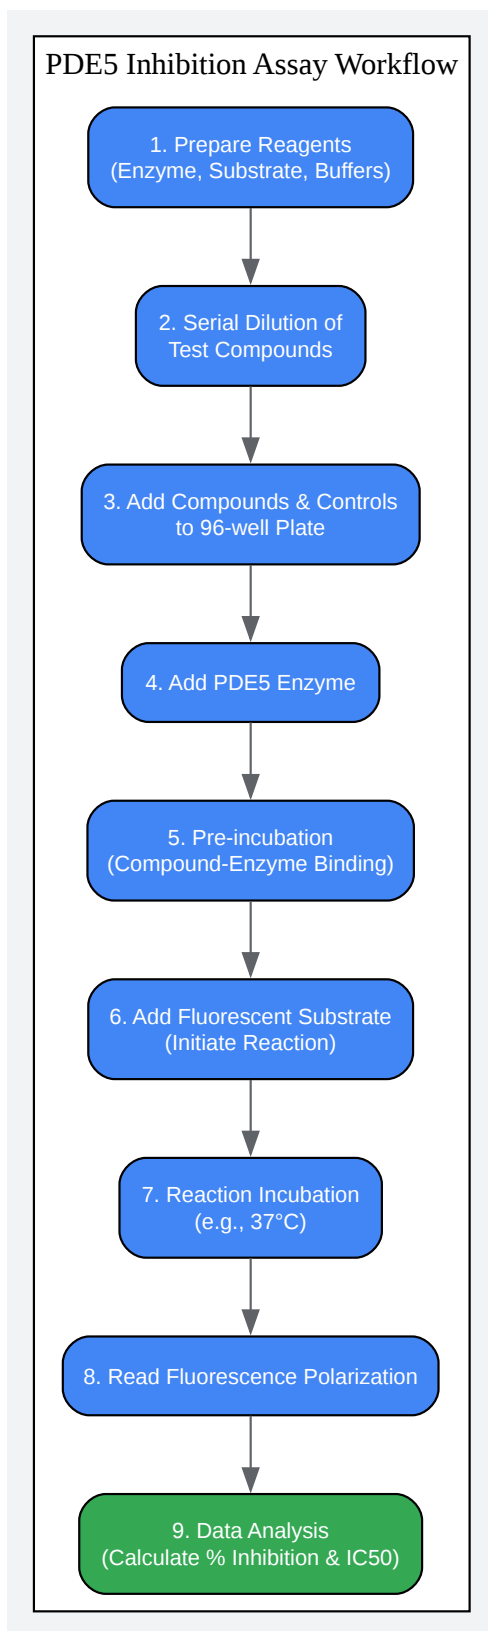 PDE5 Inhibition Assay Workflow
1. Prepare Reagents
(Enzyme, Substrate, Buffers)
2. Serial Dilution of
Test Compounds
3. Add Compounds & Controls
to 96-well Plate
4. Add PDE5 Enzyme
5. Pre-incubation
(Compound-Enzyme Binding)
6. Add Fluorescent Substrate
(Initiate Reaction)
7. Reaction Incubation
(e.g., 37°C)
8. Read Fluorescence Polarization
9. Data Analysis
(Calculate % Inhibition & IC50)